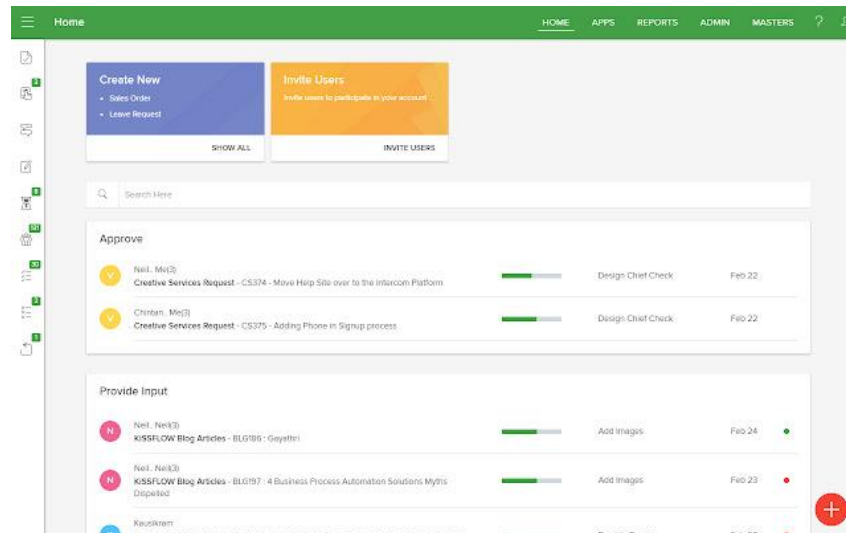 Home
HOME APPS REPORTS ADMIN MASTERS ?
Create New
• Sales Order
• Leave Request
SHOW ALL
Invite Users
Invite users to participate in your account ...
INVITE USERS
Search Here
Approve
V
Neil.. Me(3)
Creative Services Request - CS374 - Move Help Site over to the Intercom Platform
Design Chief Check
Feb 22
V
Chintan.. Me(3)
Creative Services Request - CS375 - Adding Phone in Signup process
Design Chief Check
Feb 22
Provide Input
N
Neil.. Neil(3)
KiSSFLOW Blog Articles - BLG186 : Gayathri
Add Images
Feb 24
N
Neil.. Neil(3)
KiSSFLOW Blog Articles - BLG197 : 4 Business Process Automation Solutions Myths
Dispelled
Add Images
Feb 23
Kausikram